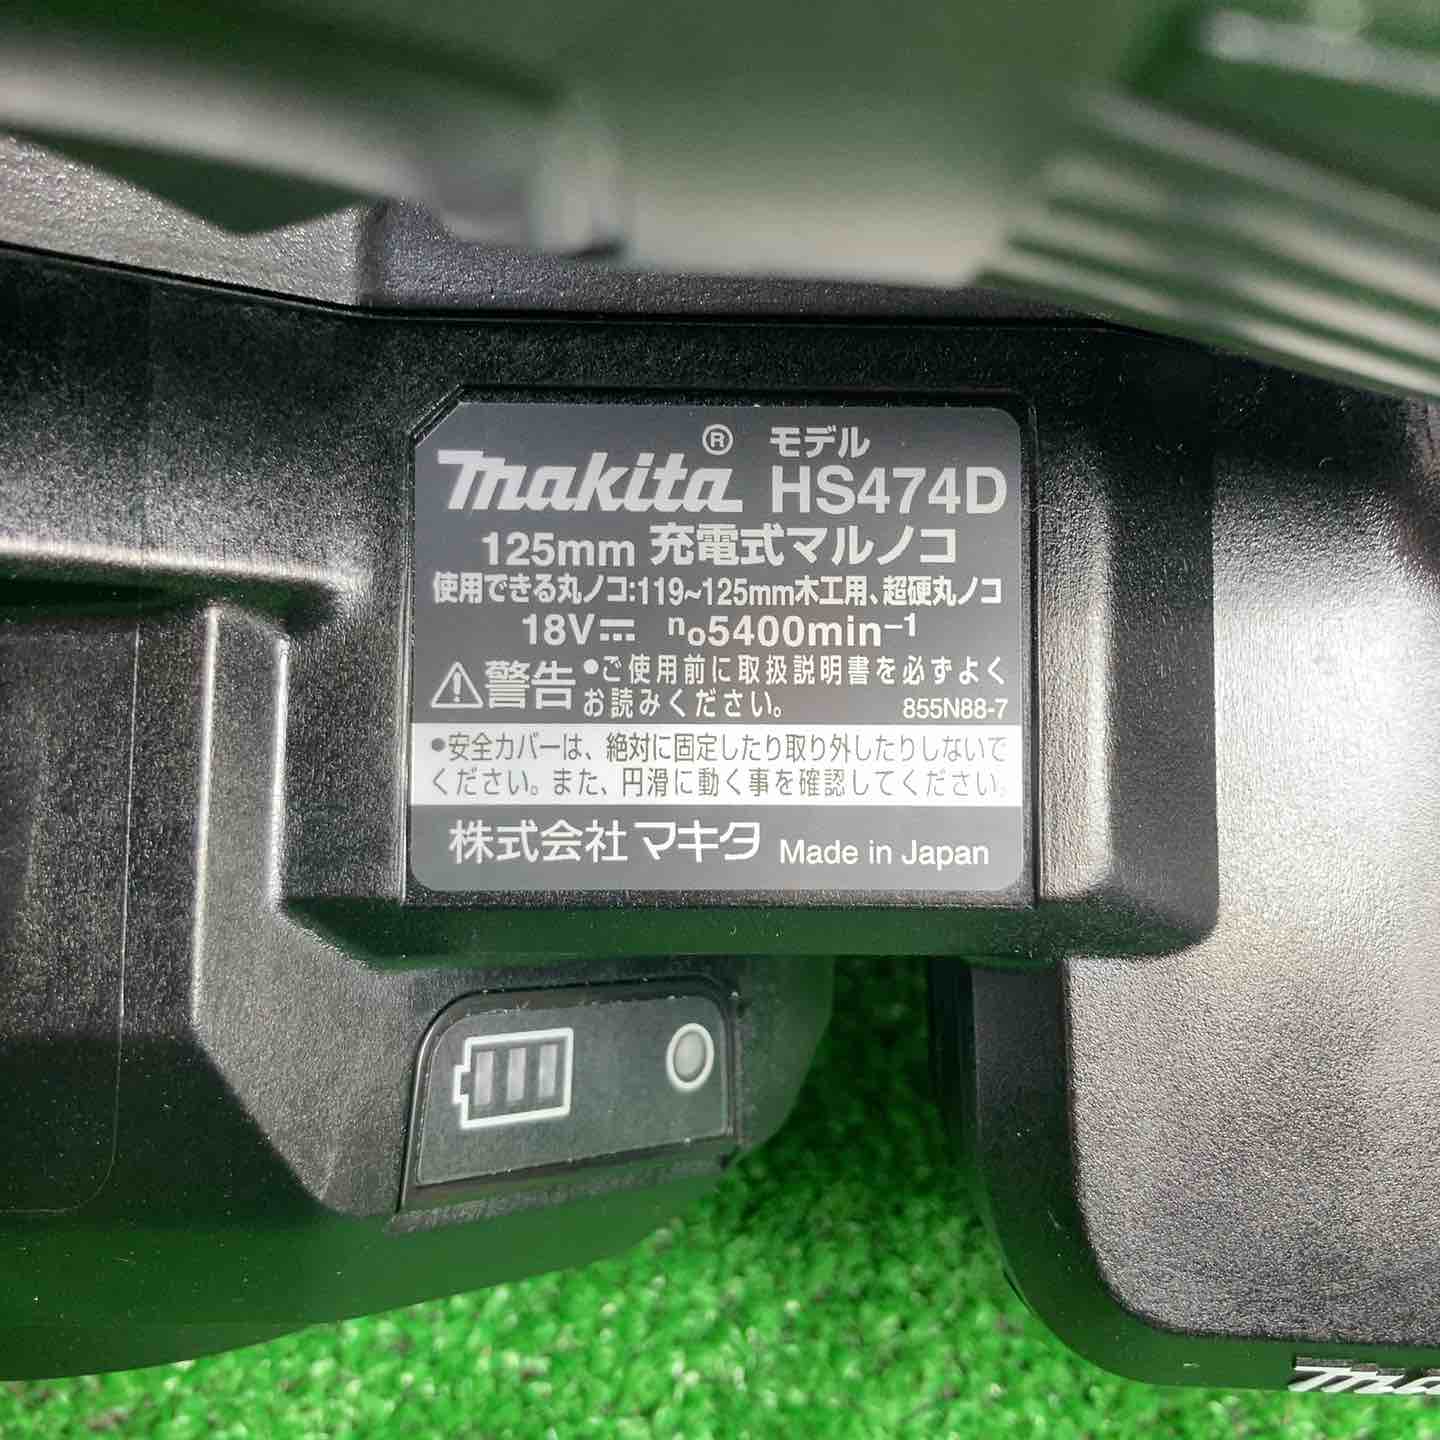 makita® モデル HS474D
125mm 充電式マルノコ
使用できる丸ノコ:119~125mm木工用、超硬丸ノコ
18V⎓ n₀5400min⁻¹
⚠警告 •ご使用前に取扱説明書を必ずよく
お読みください。 855N88-7
•安全カバーは、絶対に固定したり取り外したりしないで
ください。また、円滑に動く事を確認してください。
株式会社 マキタ Made in Japan